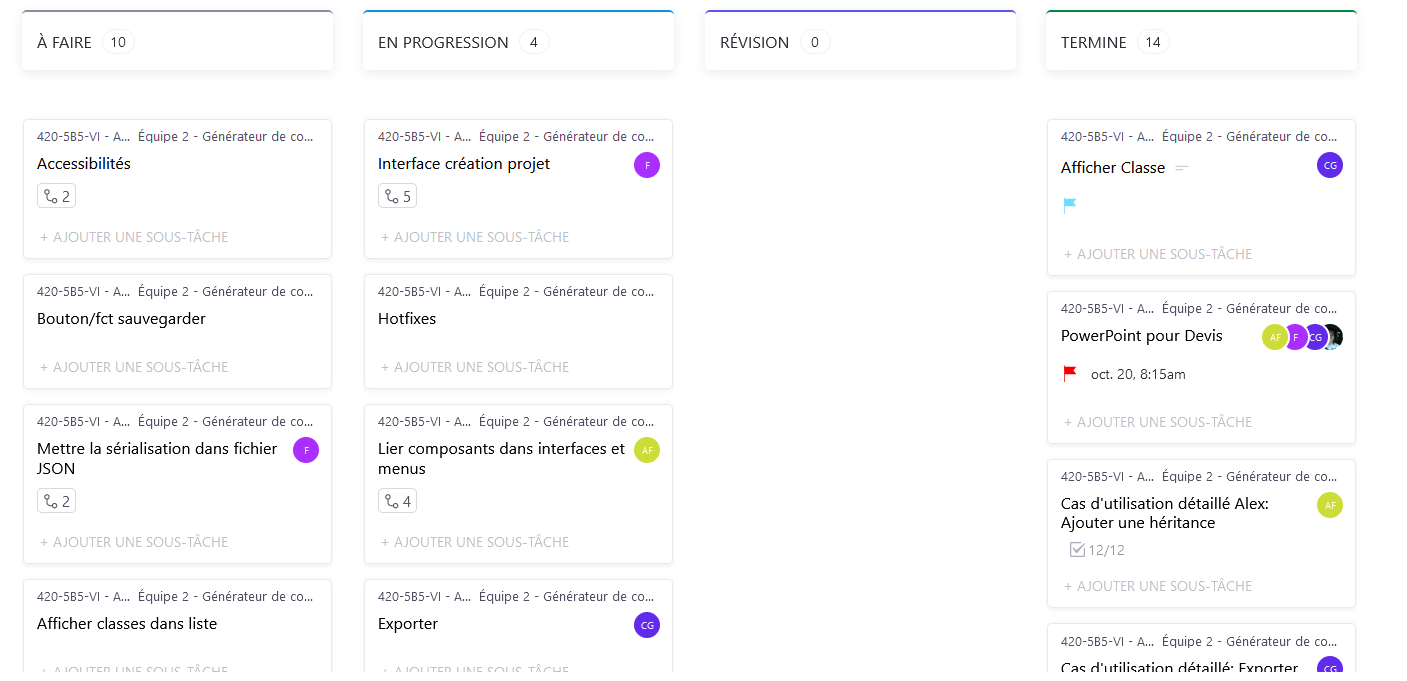 À FAIRE 10
420-5B5-VI - A... Équipe 2 - Générateur de co...
Accessibilités
2
+ AJOUTER UNE SOUS-TÂCHE
420-5B5-VI - A... Équipe 2 - Générateur de co...
Bouton/fct sauvegarder
+ AJOUTER UNE SOUS-TÂCHE
420-5B5-VI - A... Équipe 2 - Générateur de co...
Mettre la sérialisation dans fichier
JSON
F
2
+ AJOUTER UNE SOUS-TÂCHE
420-5B5-VI - A... Équipe 2 - Générateur de co...
Afficher classes dans liste
+ AJOUTER UNE SOUS-TÂCHE
EN PROGRESSION 4
420-5B5-VI - A... Équipe 2 - Générateur de co...
Interface création projet
F
5
+ AJOUTER UNE SOUS-TÂCHE
420-5B5-VI - A... Équipe 2 - Générateur de co...
Hotfixes
+ AJOUTER UNE SOUS-TÂCHE
420-5B5-VI - A... Équipe 2 - Générateur de co...
Lier composants dans interfaces et
menus
AF
4
+ AJOUTER UNE SOUS-TÂCHE
420-5B5-VI - A... Équipe 2 - Générateur de co...
Exporter
CG
+ AJOUTER UNE SOUS-TÂCHE
RÉVISION 0
TERMINE 14
420-5B5-VI - A... Équipe 2 - Générateur de co...
Afficher Classe
CG
+ AJOUTER UNE SOUS-TÂCHE
420-5B5-VI - A... Équipe 2 - Générateur de co...
PowerPoint pour Devis
AF F CG
oct. 20, 8:15am
+ AJOUTER UNE SOUS-TÂCHE
420-5B5-VI - A... Équipe 2 - Générateur de co...
Cas d'utilisation détaillé Alex:
Ajouter une héritance
AF
12/12
+ AJOUTER UNE SOUS-TÂCHE
420-5B5-VI - A... Équipe 2 - Générateur de co...
Cas d'utilisation détaillé: Exporter
CG